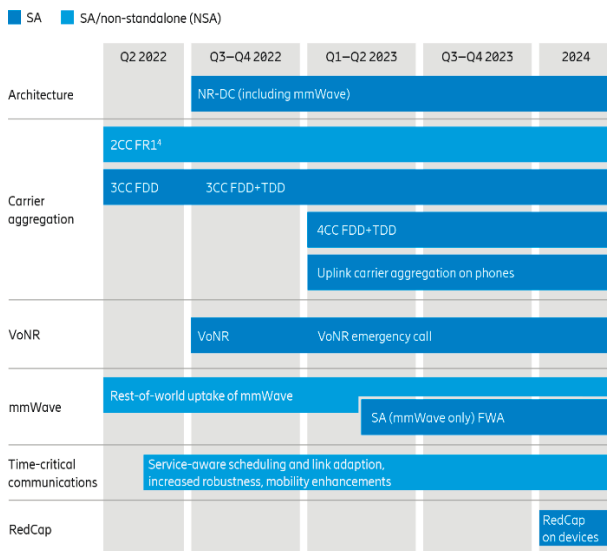 SA SA/non-standalone (NSA)
Q2 2022 Q3–Q4 2022 Q1–Q2 2023 Q3–Q4 2023 2024
Architecture NR-DC (including mmWave)
2CC FR1⁴
3CC FDD 3CC FDD+TDD
Carrier
aggregation
4CC FDD+TDD
Uplink carrier aggregation on phones
VoNR VoNR VoNR emergency call
Rest-of-world uptake of mmWave
mmWave
SA (mmWave only) FWA
Time-critical
communications
Service-aware scheduling and link adaption,
increased robustness, mobility enhancements
RedCap
RedCap
on devices